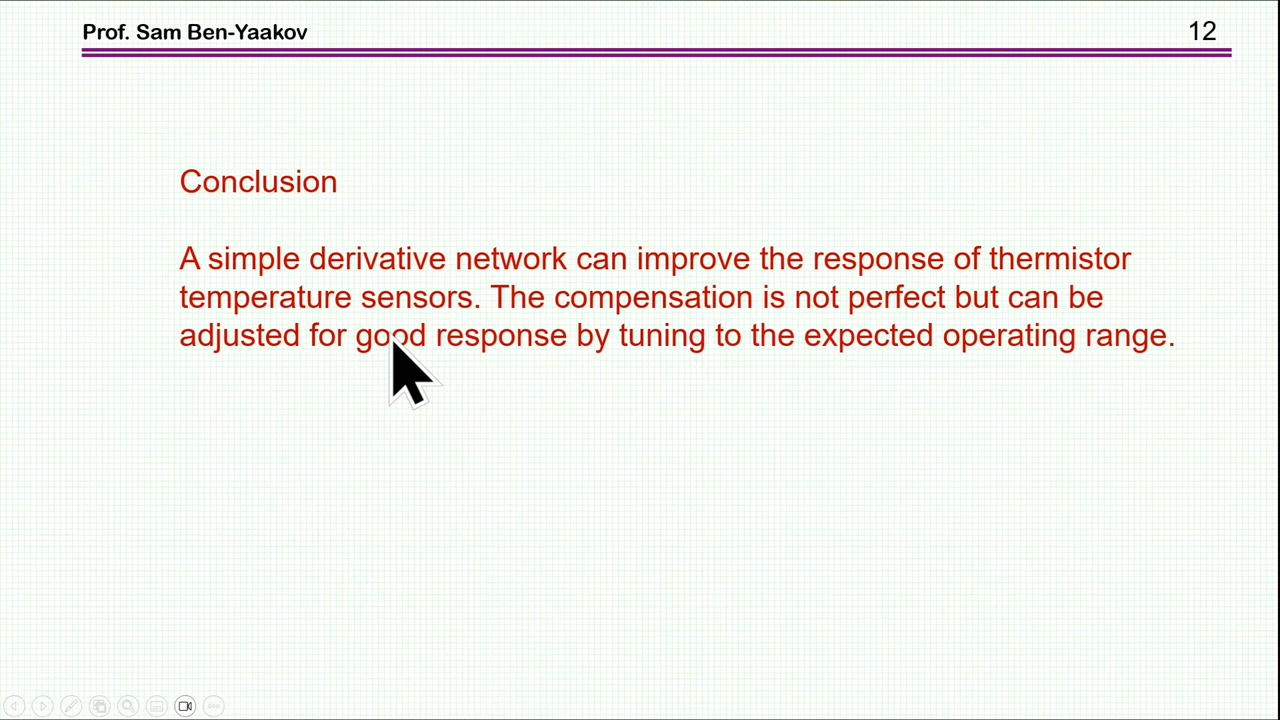 Prof. Sam Ben-Yaakov
12
Conclusion
A simple derivative network can improve the response of thermistor
temperature sensors. The compensation is not perfect but can be
adjusted for good response by tuning to the expected operating range.